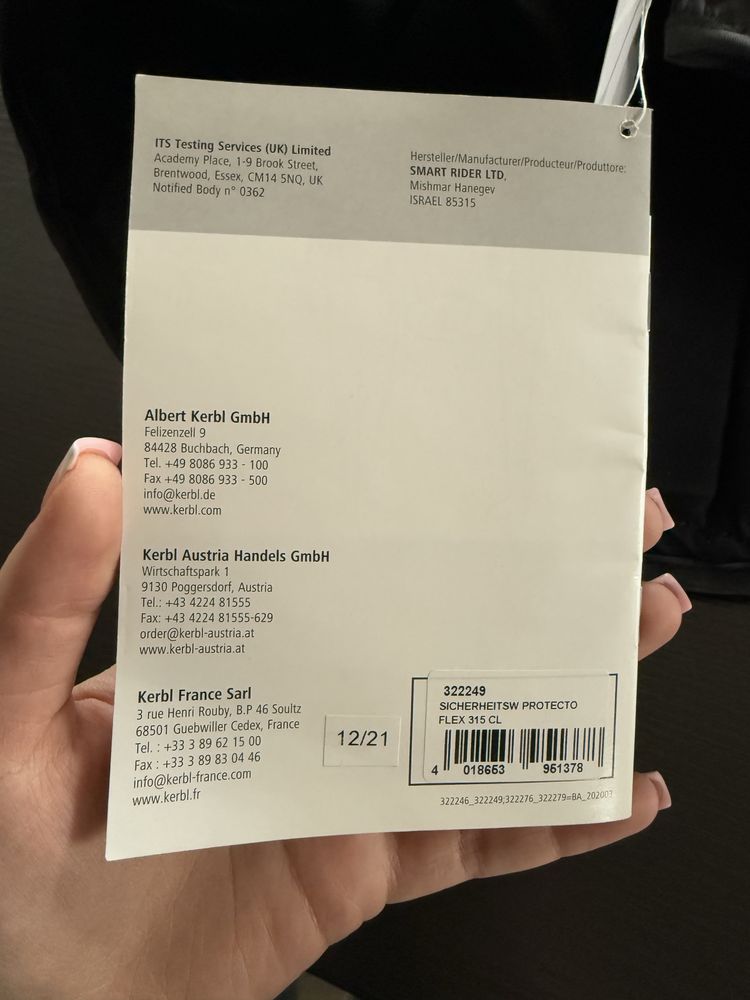 ITS Testing Services (UK) Limited
Academy Place, 1-9 Brook Street,
Brentwood, Essex, CM14 5NQ, UK
Notified Body n° 0362
Hersteller/Manufacturer/Producteur/Produttore:
SMART RIDER LTD,
Mishmar Hanegev
ISRAEL 85315
Albert Kerbl GmbH
Felizenzell 9
84428 Buchbach, Germany
Tel. +49 8086 933 - 100
Fax +49 8086 933 - 500
info@kerbl.de
www.kerbl.com
Kerbl Austria Handels GmbH
Wirtschaftspark 1
9130 Poggersdorf, Austria
Tel.: +43 4224 81555
Fax: +43 4224 81555-629
order@kerbl-austria.at
www.kerbl-austria.at
Kerbl France Sarl
3 rue Henri Rouby, B.P 46 Soultz
68501 Guebwiller Cedex, France
Tel. : +33 3 89 62 15 00
Fax : +33 3 89 83 04 46
info@kerbl-france.com
www.kerbl.fr
12/21
322249
SICHERHEITSW PROTECTO
FLEX 315 CL
4 018653 951378
322246_322249;322276_322279=BA_202003